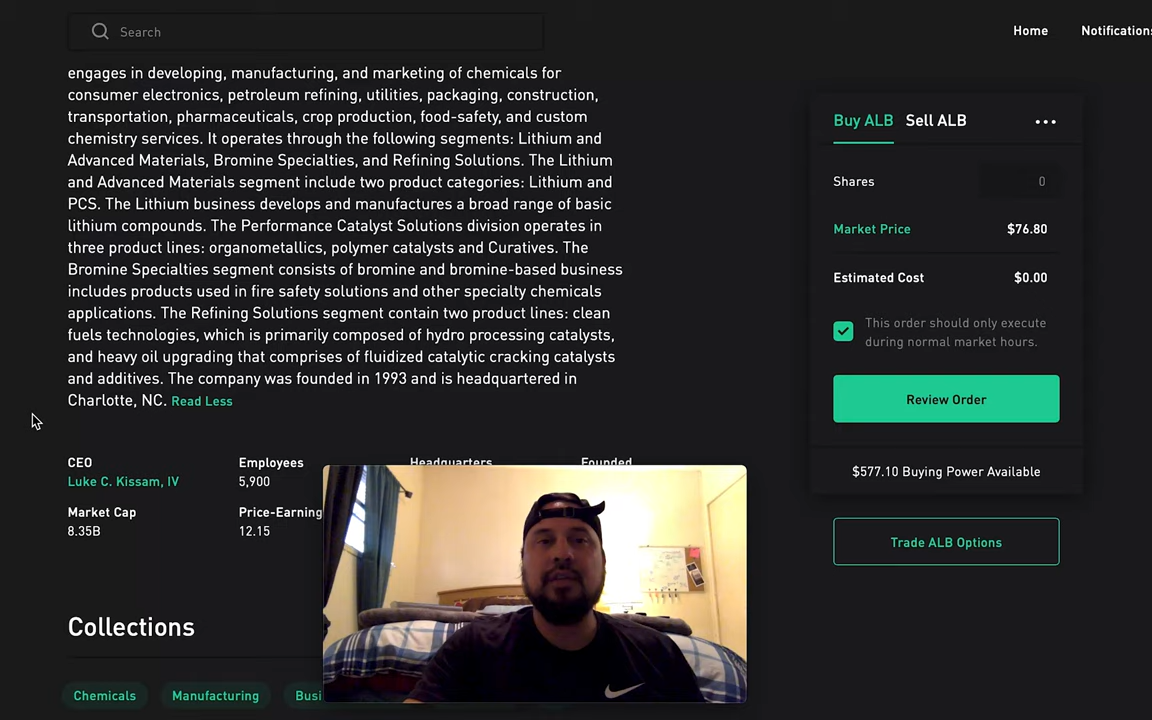 Search
Home
Notifications
engages in developing, manufacturing, and marketing of chemicals for
consumer electronics, petroleum refining, utilities, packaging, construction,
transportation, pharmaceuticals, crop production, food-safety, and custom
chemistry services. It operates through the following segments: Lithium and
Advanced Materials, Bromine Specialties, and Refining Solutions. The Lithium
and Advanced Materials segment include two product categories: Lithium and
PCS. The Lithium business develops and manufactures a broad range of basic
lithium compounds. The Performance Catalyst Solutions division operates in
three product lines: organometallics, polymer catalysts and Curatives. The
Bromine Specialties segment consists of bromine and bromine-based business
includes products used in fire safety solutions and other specialty chemicals
applications. The Refining Solutions segment contain two product lines: clean
fuels technologies, which is primarily composed of hydro processing catalysts,
and heavy oil upgrading that comprises of fluidized catalytic cracking catalysts
and additives. The company was founded in 1993 and is headquartered in
Charlotte, NC. Read Less
CEO
Luke C. Kissam, IV
Employees
5,900
Headquarters
Founded
Market Cap
8.35B
Price-Earning
12.15
Collections
Chemicals
Manufacturing
Busi
Buy ALB
Sell ALB
Shares
0
Market Price
$76.80
Estimated Cost
$0.00
This order should only execute
during normal market hours.
Review Order
$577.10 Buying Power Available
Trade ALB Options